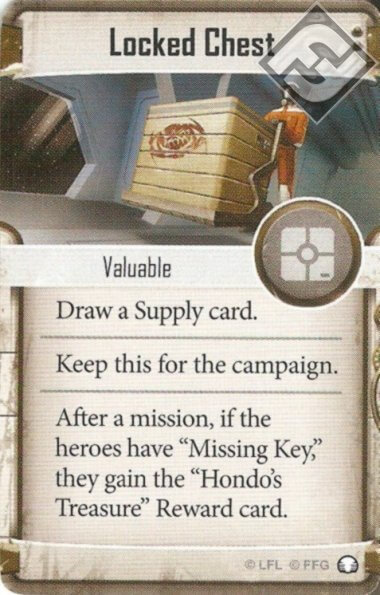 Locked Chest
Valuable
Draw a Supply card.
Keep this for the campaign.
After a mission, if the
heroes have “Missing Key,”
they gain the “Hondo’s
Treasure” Reward card.
© LFL © FFG